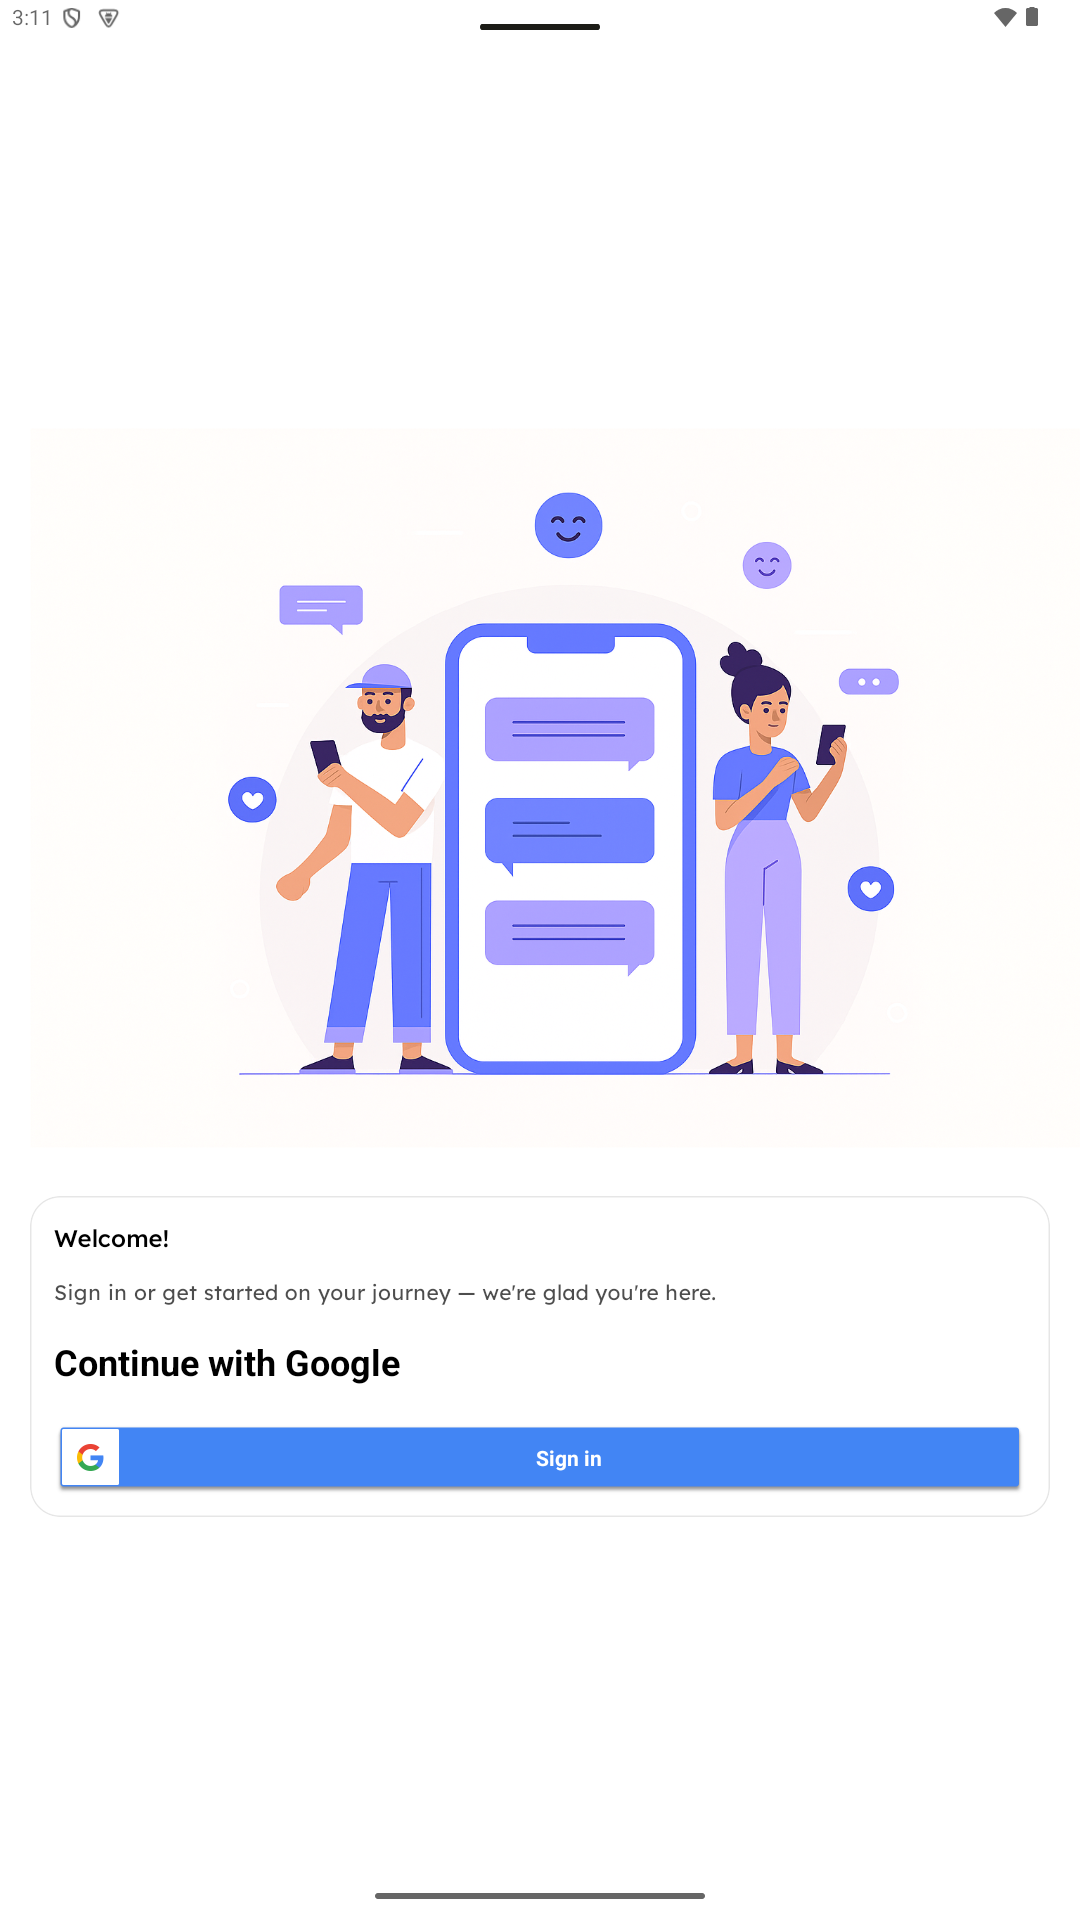 3:11
Welcome!
Sign in or get started on your journey — we're glad you're here.
Continue with Google
Sign in